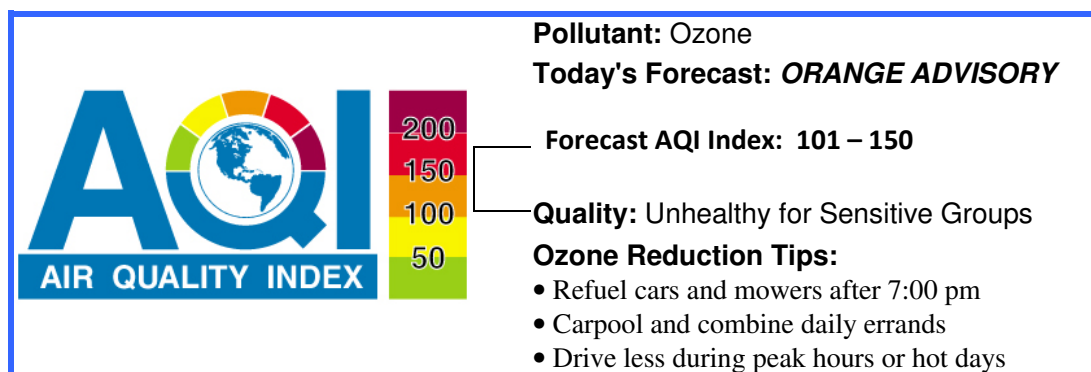 AQI
AIR QUALITY INDEX
200
150
100
50
Pollutant: Ozone
Today's Forecast: ORANGE ADVISORY
Forecast AQI Index: 101 – 150
Quality: Unhealthy for Sensitive Groups
Ozone Reduction Tips:
• Refuel cars and mowers after 7:00 pm
• Carpool and combine daily errands
• Drive less during peak hours or hot days